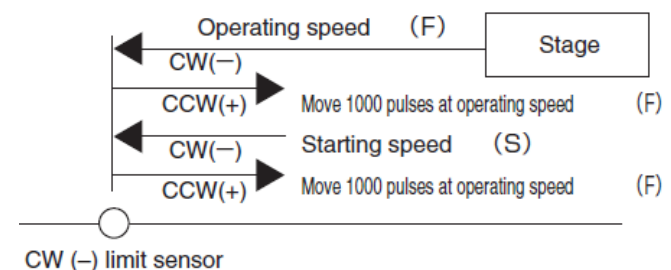 Operating speed （F）
Stage
CW(－)
CCW(+) Move 1000 pulses at operating speed （F）
CW(－) Starting speed （S）
CCW(+) Move 1000 pulses at operating speed （F）
CW (–) limit sensor